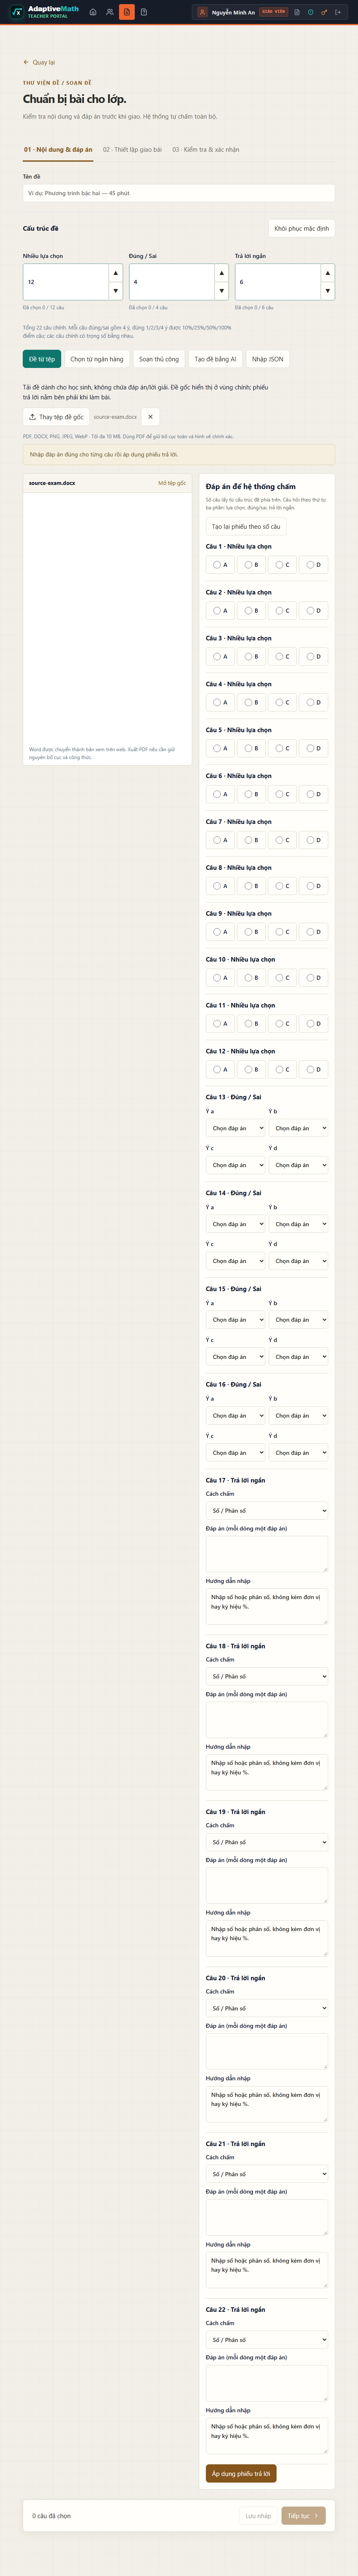 AdaptiveMath
TEACHER PORTAL
Nguyễn Minh An
GIÁO VIÊN
Quay lại
THƯ VIỆN ĐỀ / SOẠN ĐỀ
Chuẩn bị bài cho lớp.
Kiểm tra nội dung và đáp án trước khi giao. Hệ thống tự chấm toàn bộ.
01 · Nội dung & đáp án
02 · Thiết lập giao bài
03 · Kiểm tra & xác nhận
Tên đề
Ví dụ: Phương trình bậc hai — 45 phút
Cấu trúc đề
Khôi phục mặc định
Nhiều lựa chọn
Đúng / Sai
Trả lời ngắn
12
4
6
Đã chọn 0 / 12 câu
Đã chọn 0 / 4 câu
Đã chọn 0 / 6 câu
Tổng 22 câu chính. Mỗi câu đúng/sai gồm 4 ý, đúng 1/2/3/4 ý được 10%/25%/50%/100%
điểm câu; các câu chính có trọng số bằng nhau.
Đề từ tệp
Chọn từ ngân hàng
Soạn thủ công
Tạo đề bằng AI
Nhập JSON
Tải đề dành cho học sinh, không chứa đáp án/lời giải. Đề gốc hiển thị ở vùng chính; phiếu
trả lời nằm bên phải khi làm bài.
Thay tệp đề gốc
source-exam.docx
PDF, DOCX, PNG, JPEG, WebP · Tối đa 10 MB. Dùng PDF để giữ bố cục toán và hình vẽ chính xác.
Nhập đáp án đúng cho từng câu rồi áp dụng phiếu trả lời.
source-exam.docx
Mở tệp gốc
Word được chuyển thành bản xem trên web. Xuất PDF nếu cần giữ
nguyên bố cục và công thức.
Đáp án để hệ thống chấm
Số câu lấy từ cấu trúc đề phía trên. Câu hỏi theo thứ tự
ba phần: lựa chọn, đúng/sai, trả lời ngắn.
Tạo lại phiếu theo số câu
Câu 1 · Nhiều lựa chọn
A B C D
Câu 2 · Nhiều lựa chọn
A B C D
Câu 3 · Nhiều lựa chọn
A B C D
Câu 4 · Nhiều lựa chọn
A B C D
Câu 5 · Nhiều lựa chọn
A B C D
Câu 6 · Nhiều lựa chọn
A B C D
Câu 7 · Nhiều lựa chọn
A B C D
Câu 8 · Nhiều lựa chọn
A B C D
Câu 9 · Nhiều lựa chọn
A B C D
Câu 10 · Nhiều lựa chọn
A B C D
Câu 11 · Nhiều lựa chọn
A B C D
Câu 12 · Nhiều lựa chọn
A B C D
Câu 13 · Đúng / Sai
Ý a Ý b
Chọn đáp án Chọn đáp án
Ý c Ý d
Chọn đáp án Chọn đáp án
Câu 14 · Đúng / Sai
Ý a Ý b
Chọn đáp án Chọn đáp án
Ý c Ý d
Chọn đáp án Chọn đáp án
Câu 15 · Đúng / Sai
Ý a Ý b
Chọn đáp án Chọn đáp án
Ý c Ý d
Chọn đáp án Chọn đáp án
Câu 16 · Đúng / Sai
Ý a Ý b
Chọn đáp án Chọn đáp án
Ý c Ý d
Chọn đáp án Chọn đáp án
Câu 17 · Trả lời ngắn
Cách chấm
Số / Phân số
Đáp án (mỗi dòng một đáp án)
Hướng dẫn nhập
Nhập số hoặc phân số, không kèm đơn vị
hay ký hiệu %.
Câu 18 · Trả lời ngắn
Cách chấm
Số / Phân số
Đáp án (mỗi dòng một đáp án)
Hướng dẫn nhập
Nhập số hoặc phân số, không kèm đơn vị
hay ký hiệu %.
Câu 19 · Trả lời ngắn
Cách chấm
Số / Phân số
Đáp án (mỗi dòng một đáp án)
Hướng dẫn nhập
Nhập số hoặc phân số, không kèm đơn vị
hay ký hiệu %.
Câu 20 · Trả lời ngắn
Cách chấm
Số / Phân số
Đáp án (mỗi dòng một đáp án)
Hướng dẫn nhập
Nhập số hoặc phân số, không kèm đơn vị
hay ký hiệu %.
Câu 21 · Trả lời ngắn
Cách chấm
Số / Phân số
Đáp án (mỗi dòng một đáp án)
Hướng dẫn nhập
Nhập số hoặc phân số, không kèm đơn vị
hay ký hiệu %.
Câu 22 · Trả lời ngắn
Cách chấm
Số / Phân số
Đáp án (mỗi dòng một đáp án)
Hướng dẫn nhập
Nhập số hoặc phân số, không kèm đơn vị
hay ký hiệu %.
Áp dụng phiếu trả lời
0 câu đã chọn
Lưu nháp
Tiếp tục